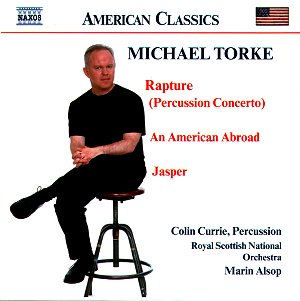 NAXOS
AMERICAN CLASSICS
MICHAEL TORKE
Rapture
(Percussion Concerto)
An American Abroad
Jasper
Colin Currie, Percussion
Royal Scottish National
Orchestra
Marin Alsop